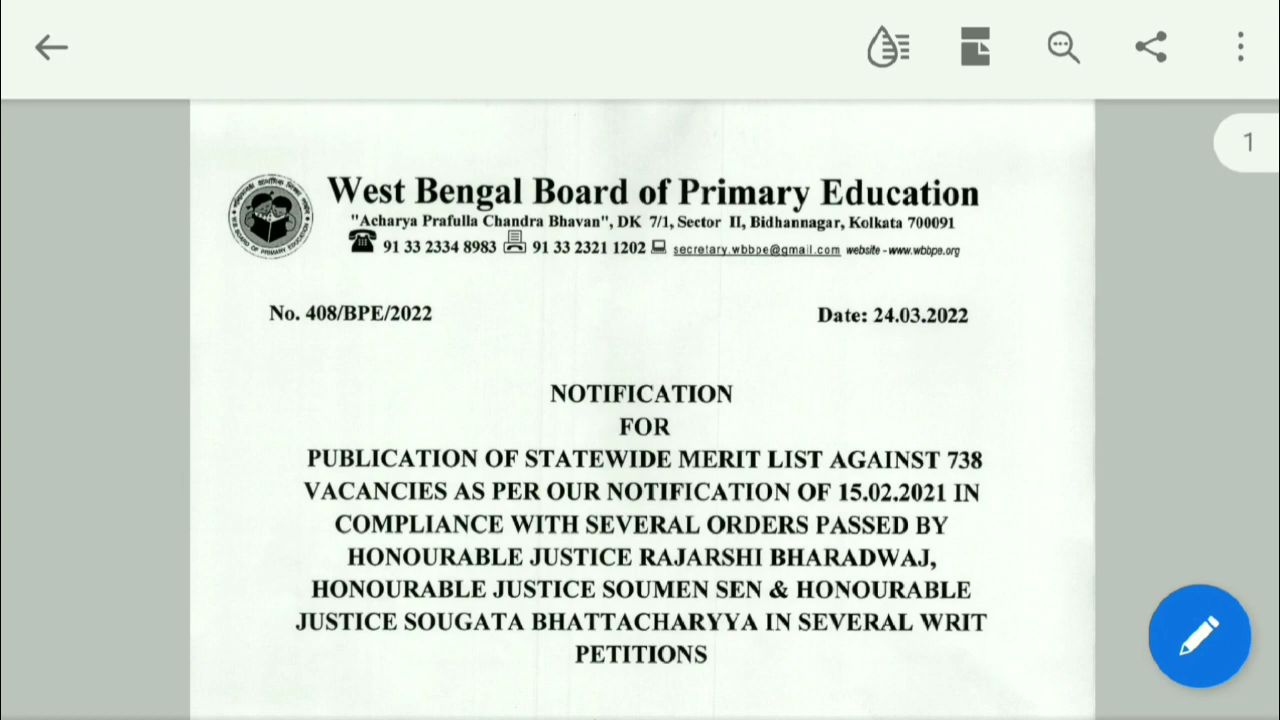 1
West Bengal Board of Primary Education
"Acharya Prafulla Chandra Bhavan", DK 7/1, Sector II, Bidhannagar, Kolkata 700091
91 33 2334 8983 91 33 2321 1202 secretary.wbbpe@gmail.com website - www.wbbpe.org
No. 408/BPE/2022 Date: 24.03.2022
NOTIFICATION
FOR
PUBLICATION OF STATEWIDE MERIT LIST AGAINST 738
VACANCIES AS PER OUR NOTIFICATION OF 15.02.2021 IN
COMPLIANCE WITH SEVERAL ORDERS PASSED BY
HONOURABLE JUSTICE RAJARSHI BHARADWAJ,
HONOURABLE JUSTICE SOUMEN SEN & HONOURABLE
JUSTICE SOUGATA BHATTACHARYYA IN SEVERAL WRIT
PETITIONS